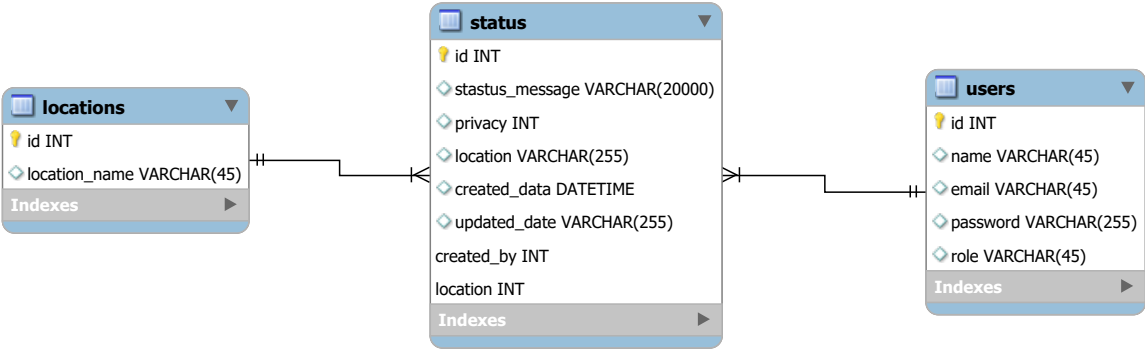 locations
id INT
location_name VARCHAR(45)
Indexes
status
id INT
stastus_message VARCHAR(20000)
privacy INT
location VARCHAR(255)
created_data DATETIME
updated_date VARCHAR(255)
created_by INT
location INT
Indexes
users
id INT
name VARCHAR(45)
email VARCHAR(45)
password VARCHAR(255)
role VARCHAR(45)
Indexes